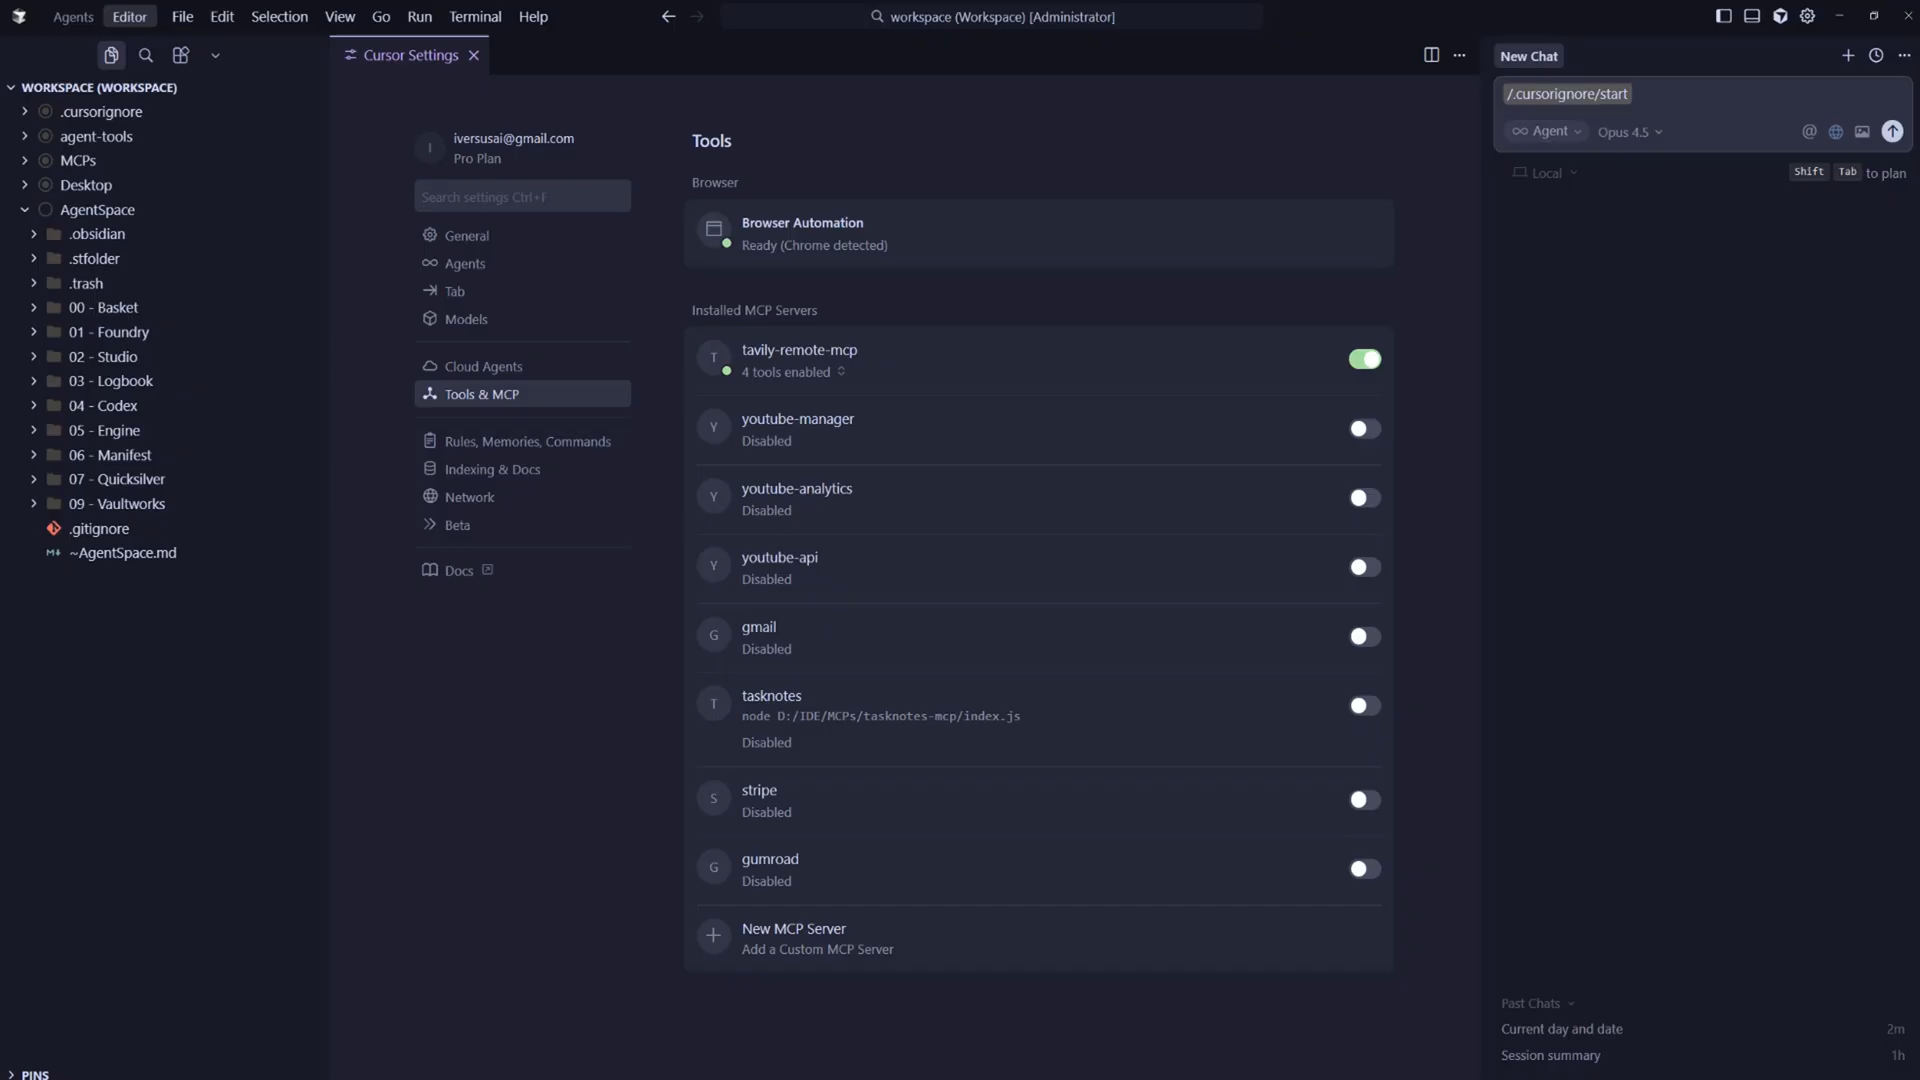 Agents Editor File Edit Selection View Go Run Terminal Help
workspace (Workspace) [Administrator]
Cursor Settings
WORKSPACE (WORKSPACE)
.cursorignore
agent-tools
MCPs
Desktop
AgentSpace
.obsidian
.stfolder
.trash
00 - Basket
01 - Foundry
02 - Studio
03 - Logbook
04 - Codex
05 - Engine
06 - Manifest
07 - Quicksilver
09 - Vaultworks
.gitignore
~AgentSpace.md
PINS
I
iversusai@gmail.com
Pro Plan
Search settings Ctrl+F
General
Agents
Tab
Models
Cloud Agents
Tools & MCP
Rules, Memories, Commands
Indexing & Docs
Network
Beta
Docs
Tools
Browser
Browser Automation
Ready (Chrome detected)
Installed MCP Servers
T
tavily-remote-mcp
4 tools enabled
Y
youtube-manager
Disabled
Y
youtube-analytics
Disabled
Y
youtube-api
Disabled
G
gmail
Disabled
T
tasknotes
node D:/IDE/MCPs/tasknotes-mcp/index.js
Disabled
S
stripe
Disabled
G
gumroad
Disabled
New MCP Server
Add a Custom MCP Server
New Chat
/.cursorignore/start
Agent Opus 4.5
Local Shift Tab to plan
Past Chats
Current day and date 2m
Session summary 1h